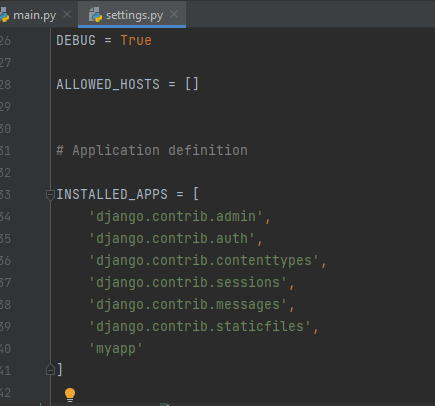 main.py settings.py
26 DEBUG = True
27
28 ALLOWED_HOSTS = []
29
30
31 # Application definition
32
33 INSTALLED_APPS = [
34 'django.contrib.admin',
35 'django.contrib.auth',
36 'django.contrib.contenttypes',
37 'django.contrib.sessions',
38 'django.contrib.messages',
39 'django.contrib.staticfiles',
40 'myapp'
41 ]
42